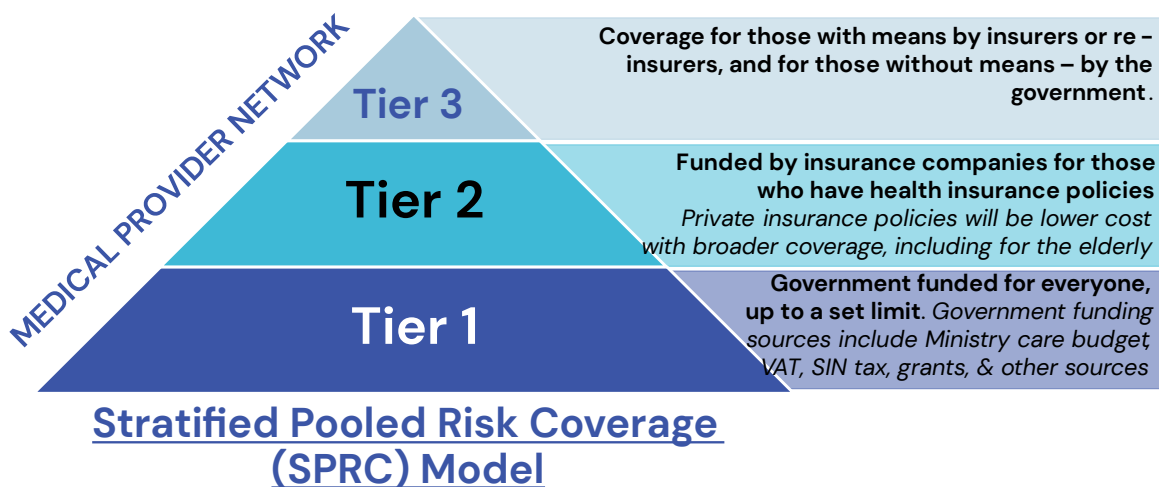 MEDICAL PROVIDER NETWORK
Tier 3
Coverage for those with means by insurers or re -
insurers, and for those without means – by the
government.
Tier 2
Funded by insurance companies for those
who have health insurance policies
Private insurance policies will be lower cost
with broader coverage, including for the elderly
Tier 1
Government funded for everyone,
up to a set limit. Government funding
sources include Ministry care budget,
VAT, SIN tax, grants, & other sources
Stratified Pooled Risk Coverage
(SPRC) Model